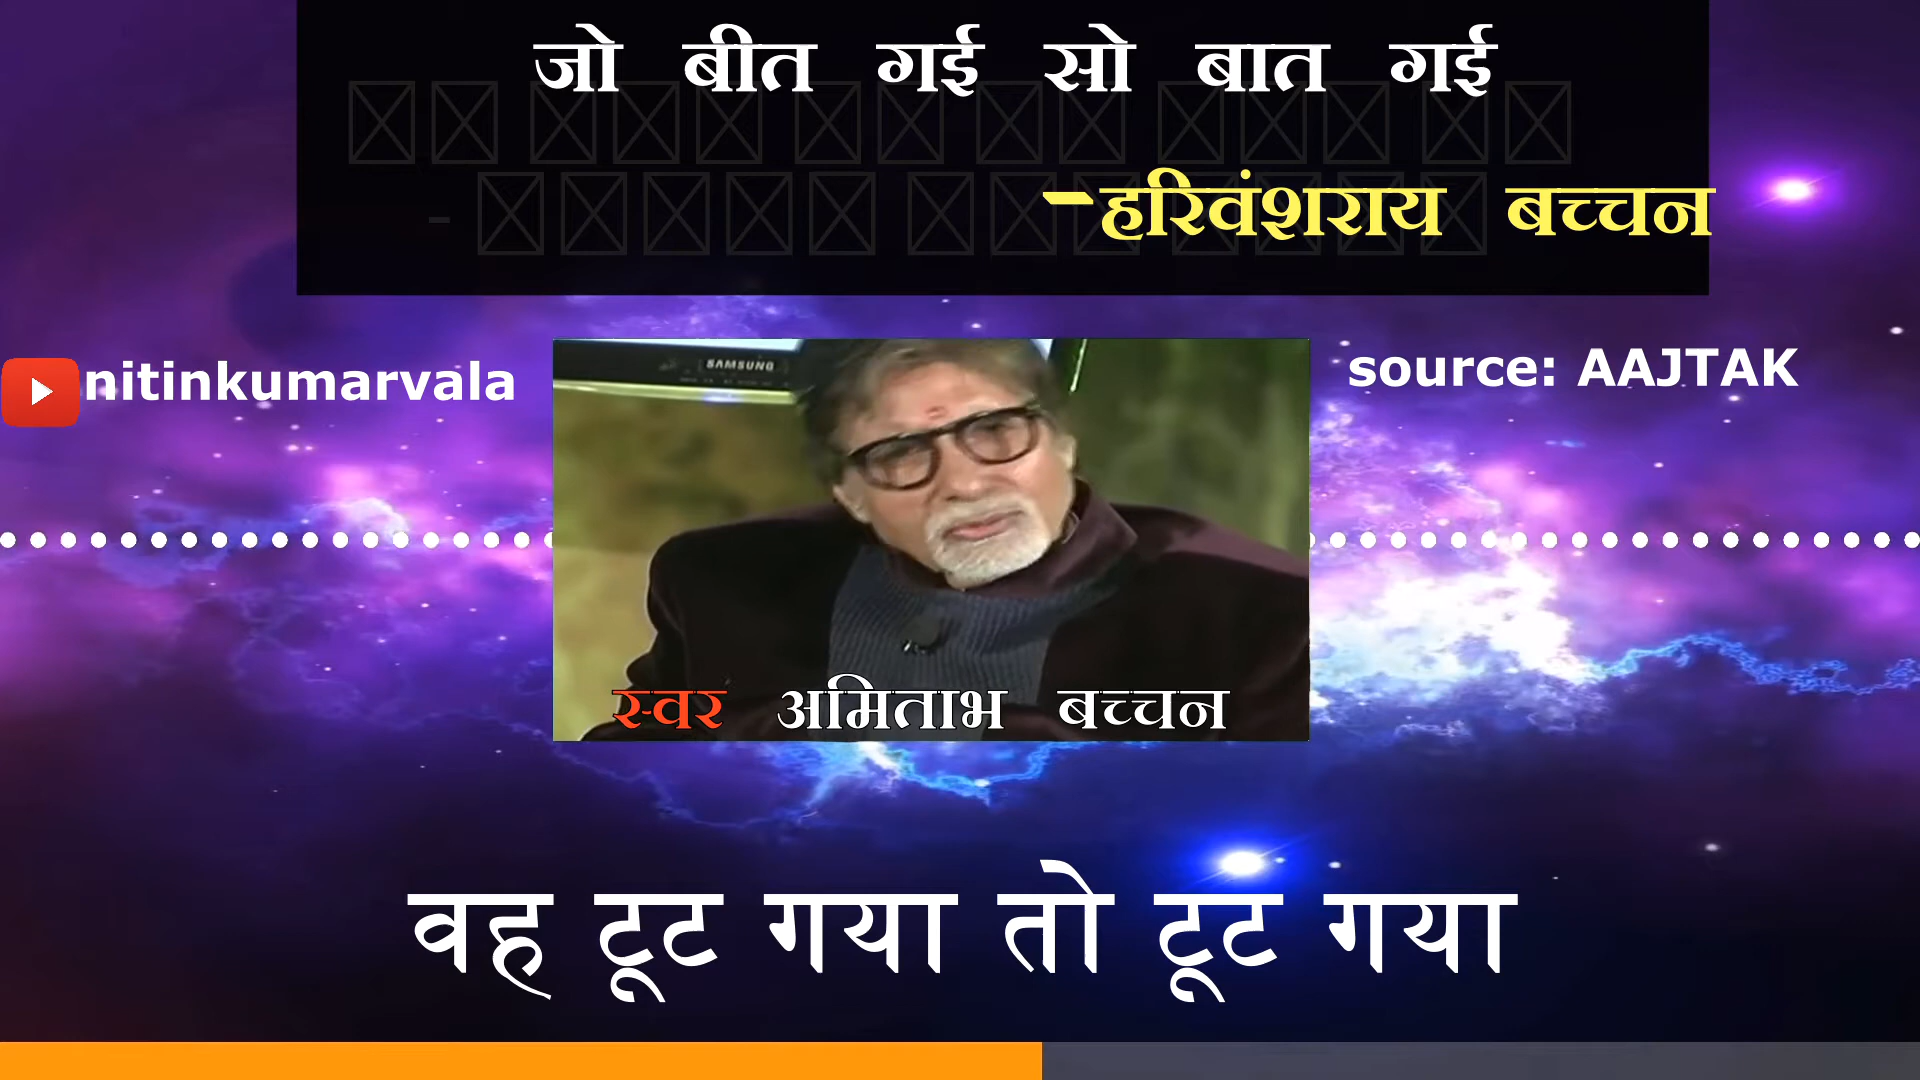 जो बीत गई सो बात गई
-हरिवंशराय बच्चन
nitinkumarvala
source: AAJTAK
SAMSUNG
स्वर अमिताभ बच्चन
वह टूट गया तो टूट गया